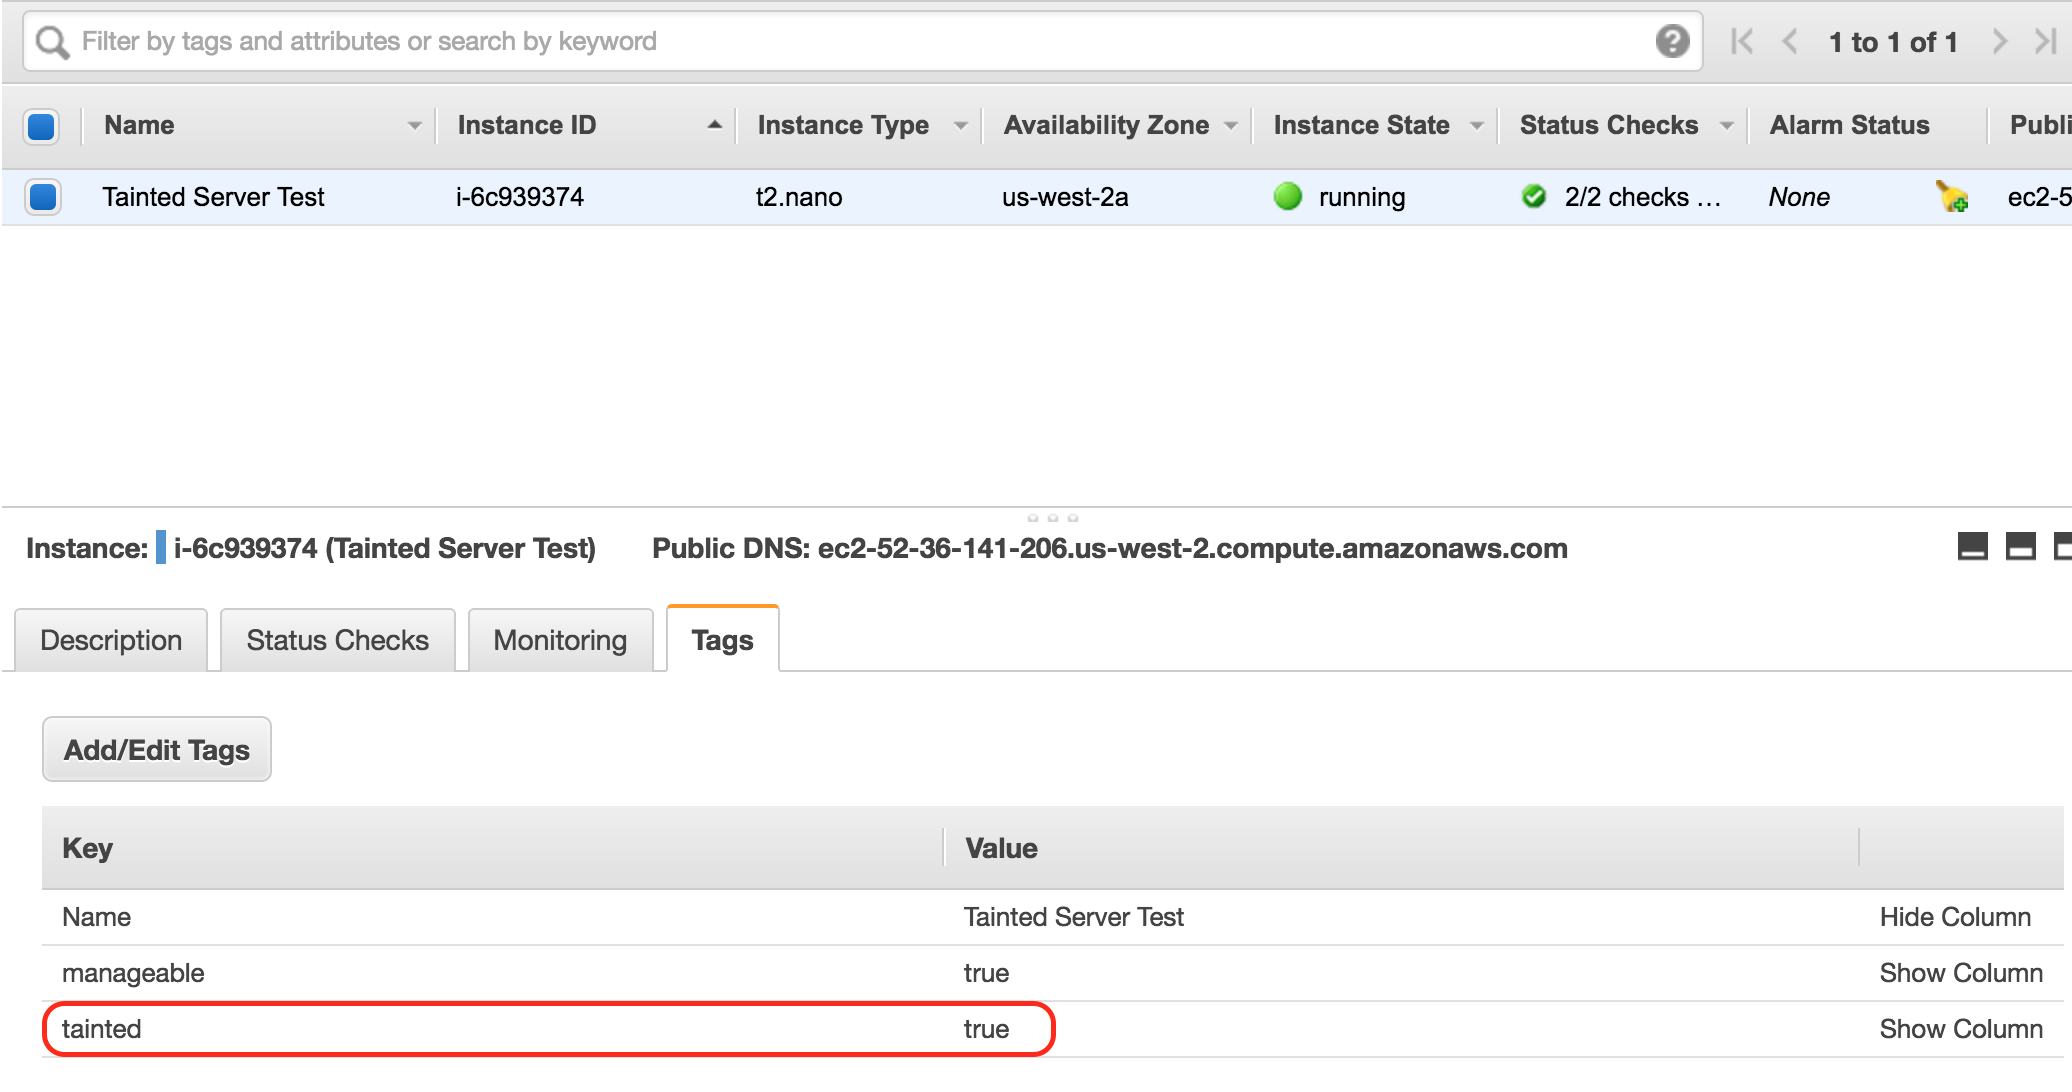 Filter by tags and attributes or search by keyword
1 to 1 of 1
Name Instance ID Instance Type Availability Zone Instance State Status Checks Alarm Status Publi
Tainted Server Test i-6c939374 t2.nano us-west-2a running 2/2 checks ... None ec2-5
Instance: i-6c939374 (Tainted Server Test) Public DNS: ec2-52-36-141-206.us-west-2.compute.amazonaws.com
Description Status Checks Monitoring Tags
Add/Edit Tags
Key Value
Name Tainted Server Test Hide Column
manageable true Show Column
tainted true Show Column